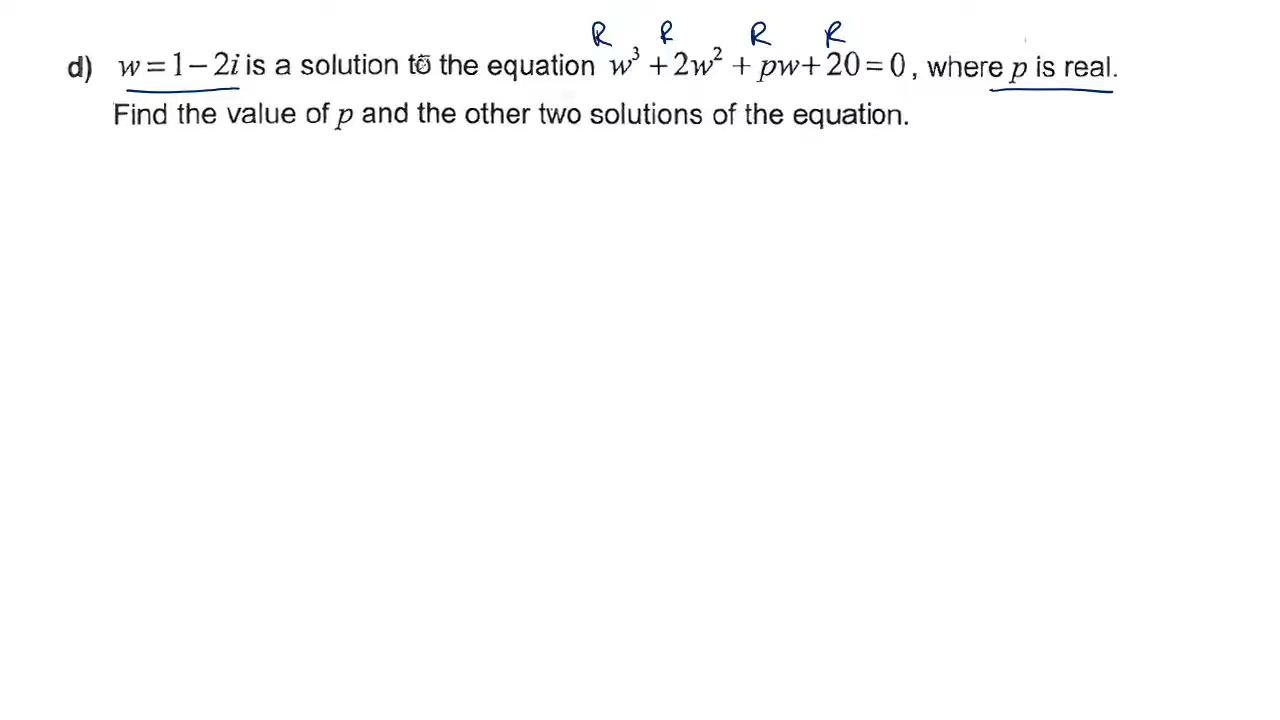 R R R R
d) w = 1 − 2i is a solution to the equation w³ + 2w² + pw + 20 = 0, where p is real.
Find the value of p and the other two solutions of the equation.